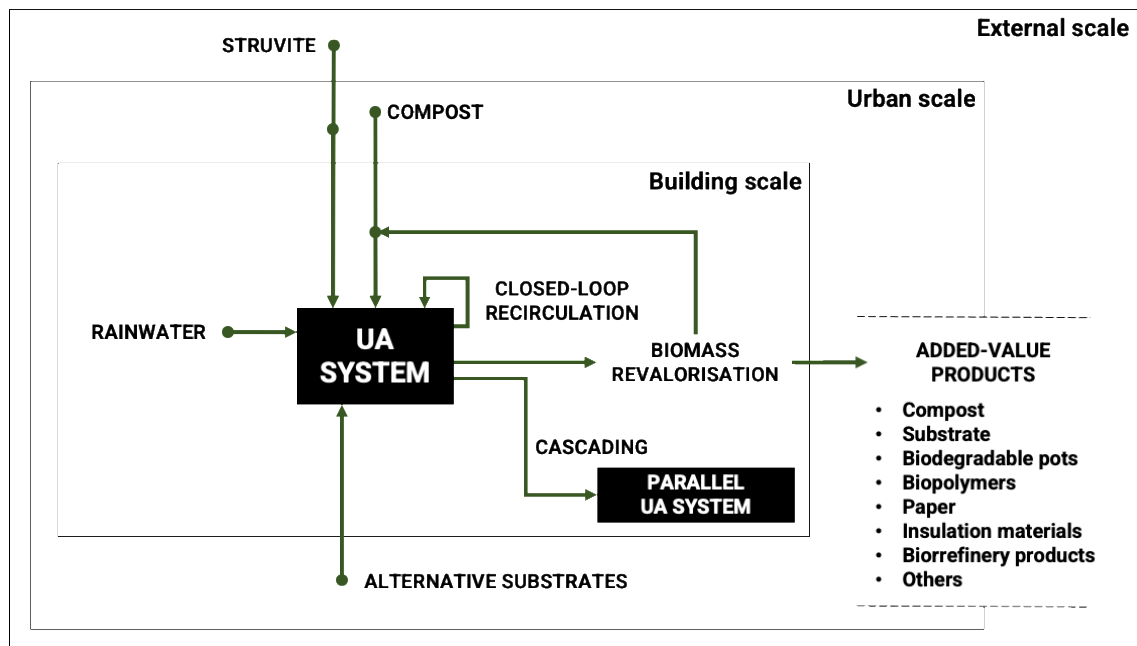 External scale
STRUVITE
Urban scale
COMPOST
Building scale
CLOSED-LOOP
RECIRCULATION
RAINWATER
UA
SYSTEM
BIOMASS
REVALORISATION
ADDED-VALUE
PRODUCTS
• Compost
• Substrate
• Biodegradable pots
• Biopolymers
• Paper
• Insulation materials
• Biorrefinery products
• Others
CASCADING
PARALLEL
UA SYSTEM
ALTERNATIVE SUBSTRATES